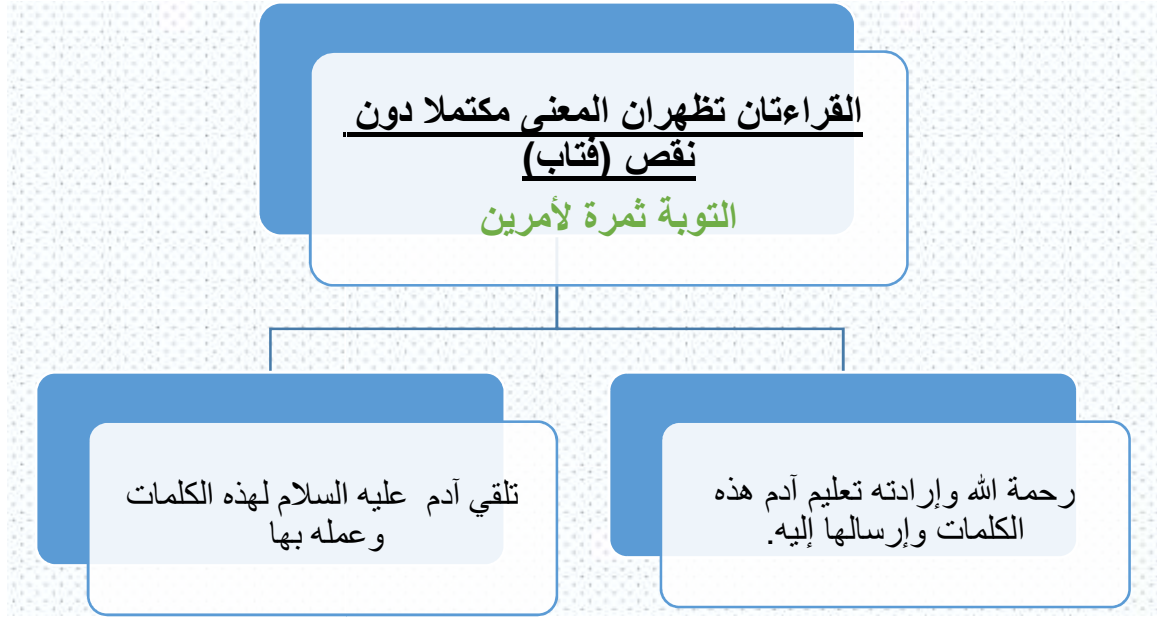 القراءتان تظهران المعنى مكتملا دون
نقص (فتاب)
التوبة ثمرة لأمرين
رحمة الله وإرادته تعليم آدم هذه
الكلمات وإرسالها إليه.
تلقي آدم عليه السلام لهذه الكلمات
وعمله بها